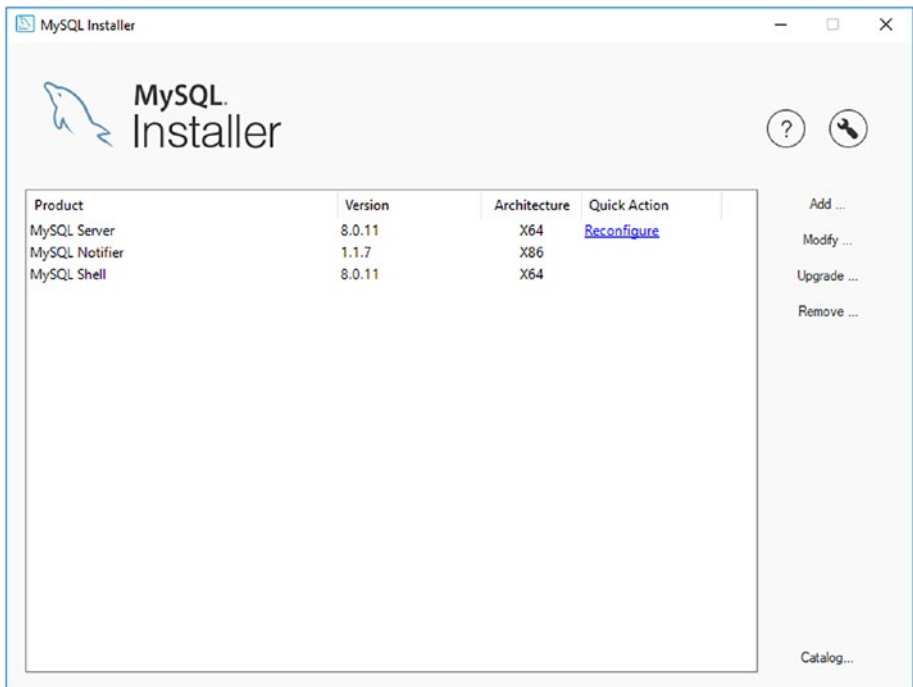 MySQL Installer
MySQL.
Installer
?
Product Version Architecture Quick Action
MySQL Server 8.0.11 X64 Reconfigure
MySQL Notifier 1.1.7 X86
MySQL Shell 8.0.11 X64
Add ...
Modify ...
Upgrade ...
Remove ...
Catalog...